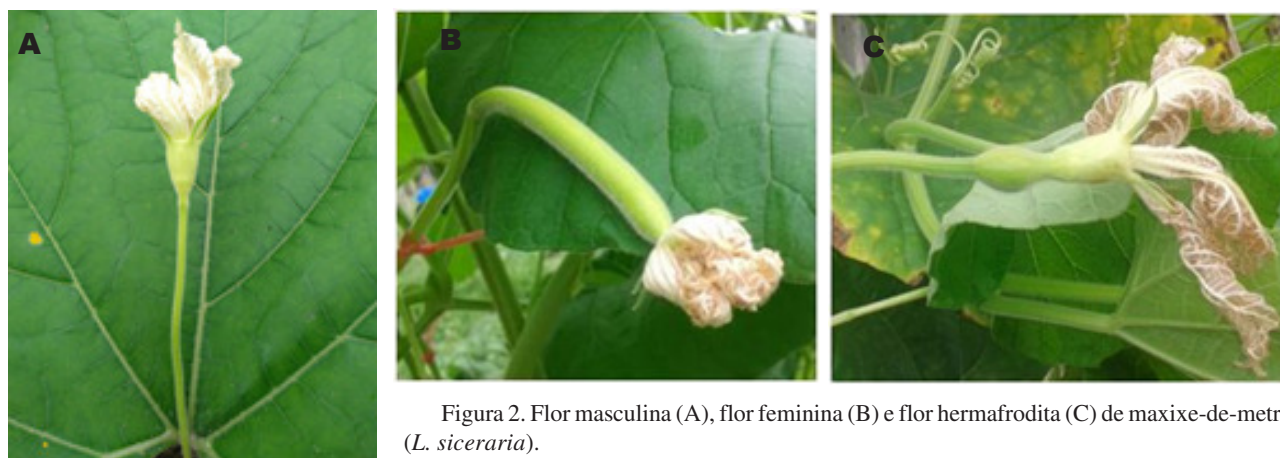 A
B
C
Figura 2. Flor masculina (A), flor feminina (B) e flor hermafrodita (C) de maxixe-de-metr
(L. siceraria).